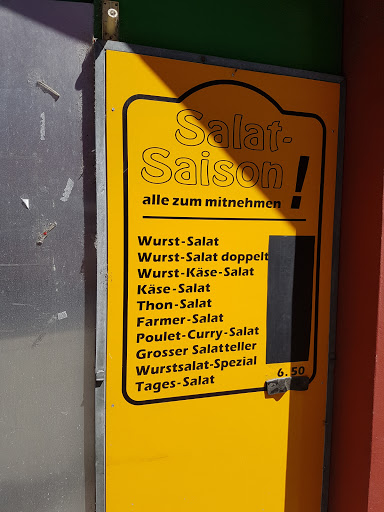 Salat-
Saison!
alle zum mitnehmen
Wurst-Salat
Wurst-Salat doppelt
Wurst-Käse-Salat
Käse-Salat
Thon-Salat
Farmer-Salat
Poulet-Curry-Salat
Grosser Salatteller
Wurstsalat-Spezial
6.50
Tages-Salat